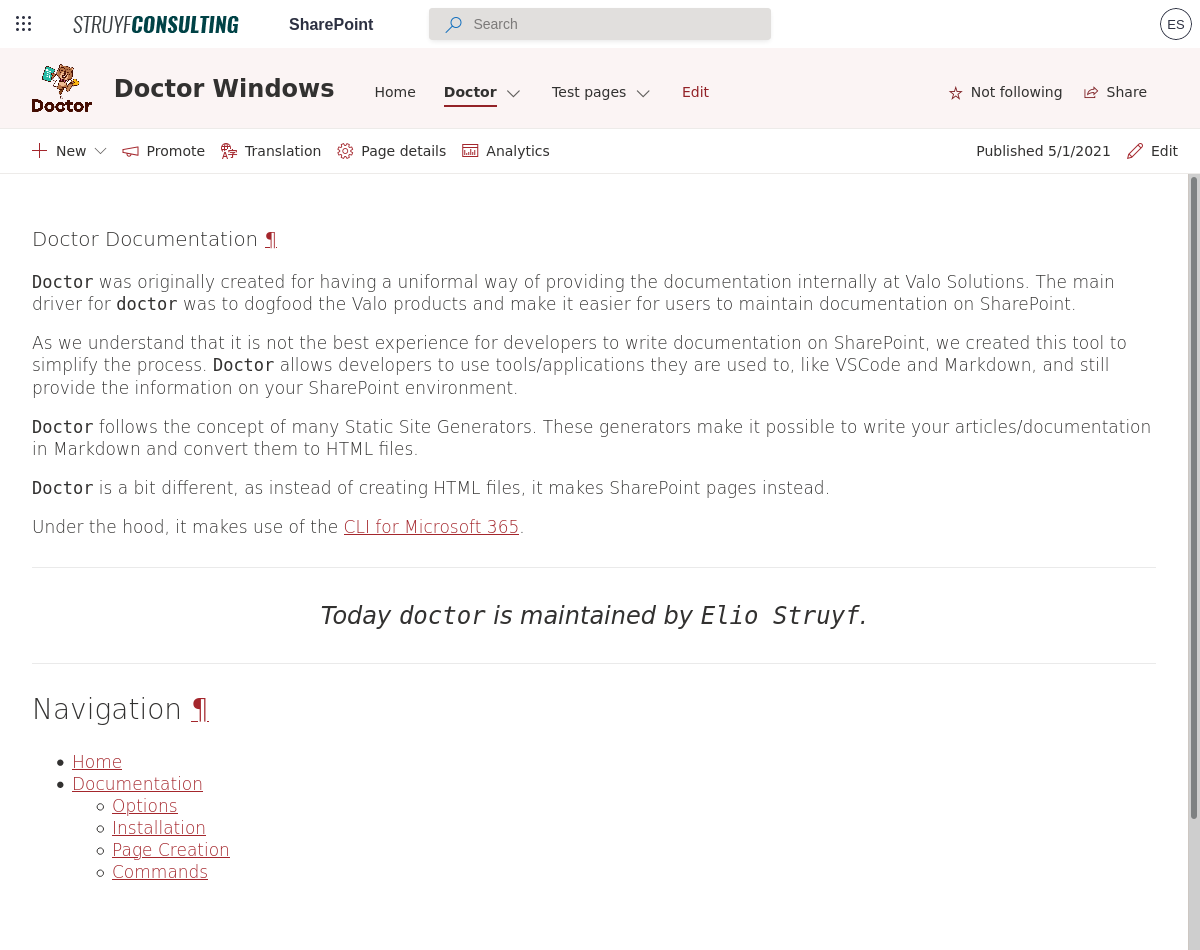 STRUYFCONSULTING
SharePoint
Search
ES
Doctor
Doctor Windows
Home
Doctor
Test pages
Edit
Not following
Share
New
Promote
Translation
Page details
Analytics
Published 5/1/2021
Edit
Doctor Documentation ¶
Doctor was originally created for having a uniformal way of providing the documentation internally at Valo Solutions. The main
driver for doctor was to dogfood the Valo products and make it easier for users to maintain documentation on SharePoint.
As we understand that it is not the best experience for developers to write documentation on SharePoint, we created this tool to
simplify the process. Doctor allows developers to use tools/applications they are used to, like VSCode and Markdown, and still
provide the information on your SharePoint environment.
Doctor follows the concept of many Static Site Generators. These generators make it possible to write your articles/documentation
in Markdown and convert them to HTML files.
Doctor is a bit different, as instead of creating HTML files, it makes SharePoint pages instead.
Under the hood, it makes use of the CLI for Microsoft 365.
Today doctor is maintained by Elio Struyf.
Navigation ¶
Home
Documentation
Options
Installation
Page Creation
Commands